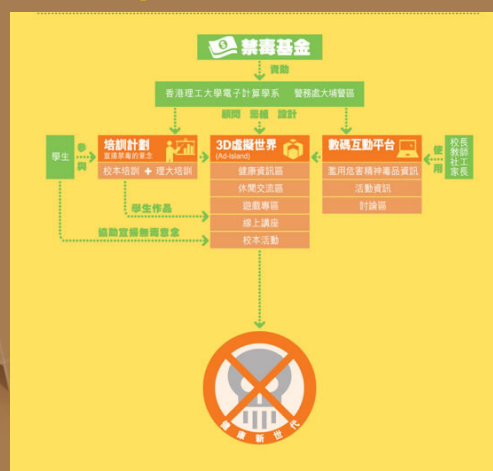 禁毒基金
資助
香港理工大學電子計算學系 警務處大埔警區
顧問 策劃 設計
學生
參與
培訓計劃
宣揚禁毒的意念
校本培訓 + 理大培訓
3D虛擬世界
(Ad-Island)
健康資訊區
休閒交流區
遊戲專區
線上講座
校本活動
數碼互動平台
濫用危害精神毒品資訊
活動資訊
討論區
使用
校長
教師
社工
家長
學生作品
協助宣揚無毒意念
健康新世代